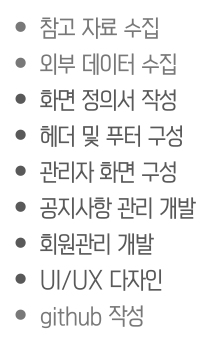 • 참고 자료 수집
• 외부 데이터 수집
• 화면 정의서 작성
• 헤더 및 푸터 구성
• 관리자 화면 구성
• 공지사항 관리 개발
• 회원관리 개발
• UI/UX 다자인
• github 작성